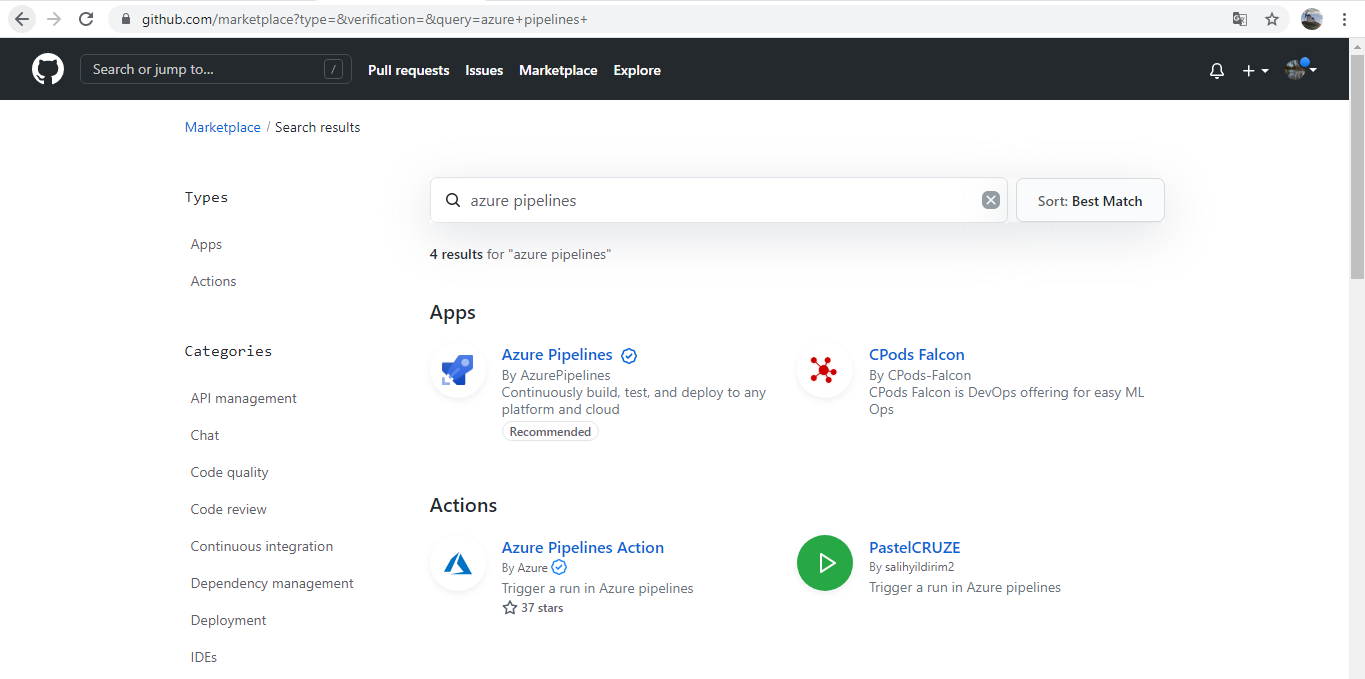 github.com/marketplace?type=&verification=&query=azure+pipelines+
Search or jump to...
/
Pull requests
Issues
Marketplace
Explore
Marketplace / Search results
Types
Apps
Actions
Categories
API management
Chat
Code quality
Code review
Continuous integration
Dependency management
Deployment
IDEs
azure pipelines
Sort: Best Match
4 results for "azure pipelines"
Apps
Azure Pipelines
By AzurePipelines
Continuously build, test, and deploy to any
platform and cloud
Recommended
CPods Falcon
By CPods-Falcon
CPods Falcon is DevOps offering for easy ML
Ops
Actions
Azure Pipelines Action
By Azure
Trigger a run in Azure pipelines
37 stars
PastelCRUZE
By salihyildirim2
Trigger a run in Azure pipelines